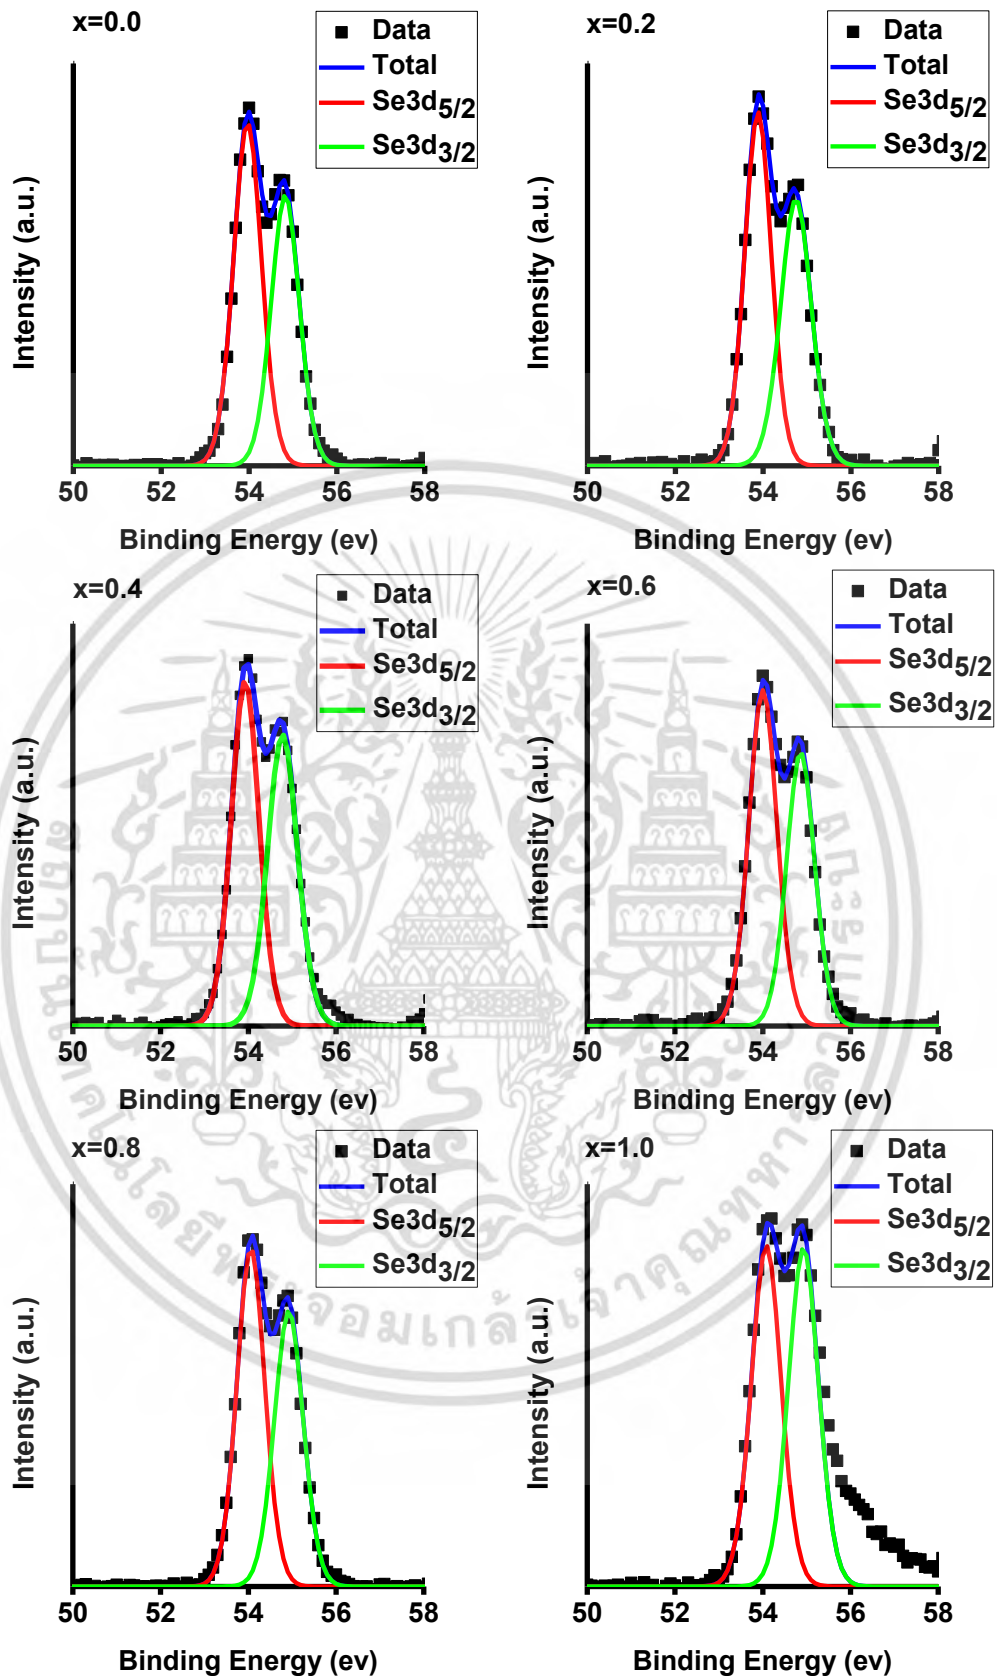 x=0.0
Data
Total
Se3d5/2
Se3d3/2
Intensity (a.u.)
50 52 54 56 58
Binding Energy (ev)
x=0.2
Data
Total
Se3d5/2
Se3d3/2
Intensity (a.u.)
50 52 54 56 58
Binding Energy (ev)
x=0.4
Data
Total
Se3d5/2
Se3d3/2
Intensity (a.u.)
50 52 54 56 58
Binding Energy (ev)
x=0.6
Data
Total
Se3d5/2
Se3d3/2
Intensity (a.u.)
50 52 54 56 58
Binding Energy (ev)
x=0.8
Data
Total
Se3d5/2
Se3d3/2
Intensity (a.u.)
50 52 54 56 58
Binding Energy (ev)
x=1.0
Data
Total
Se3d5/2
Se3d3/2
Intensity (a.u.)
50 52 54 56 58
Binding Energy (ev)